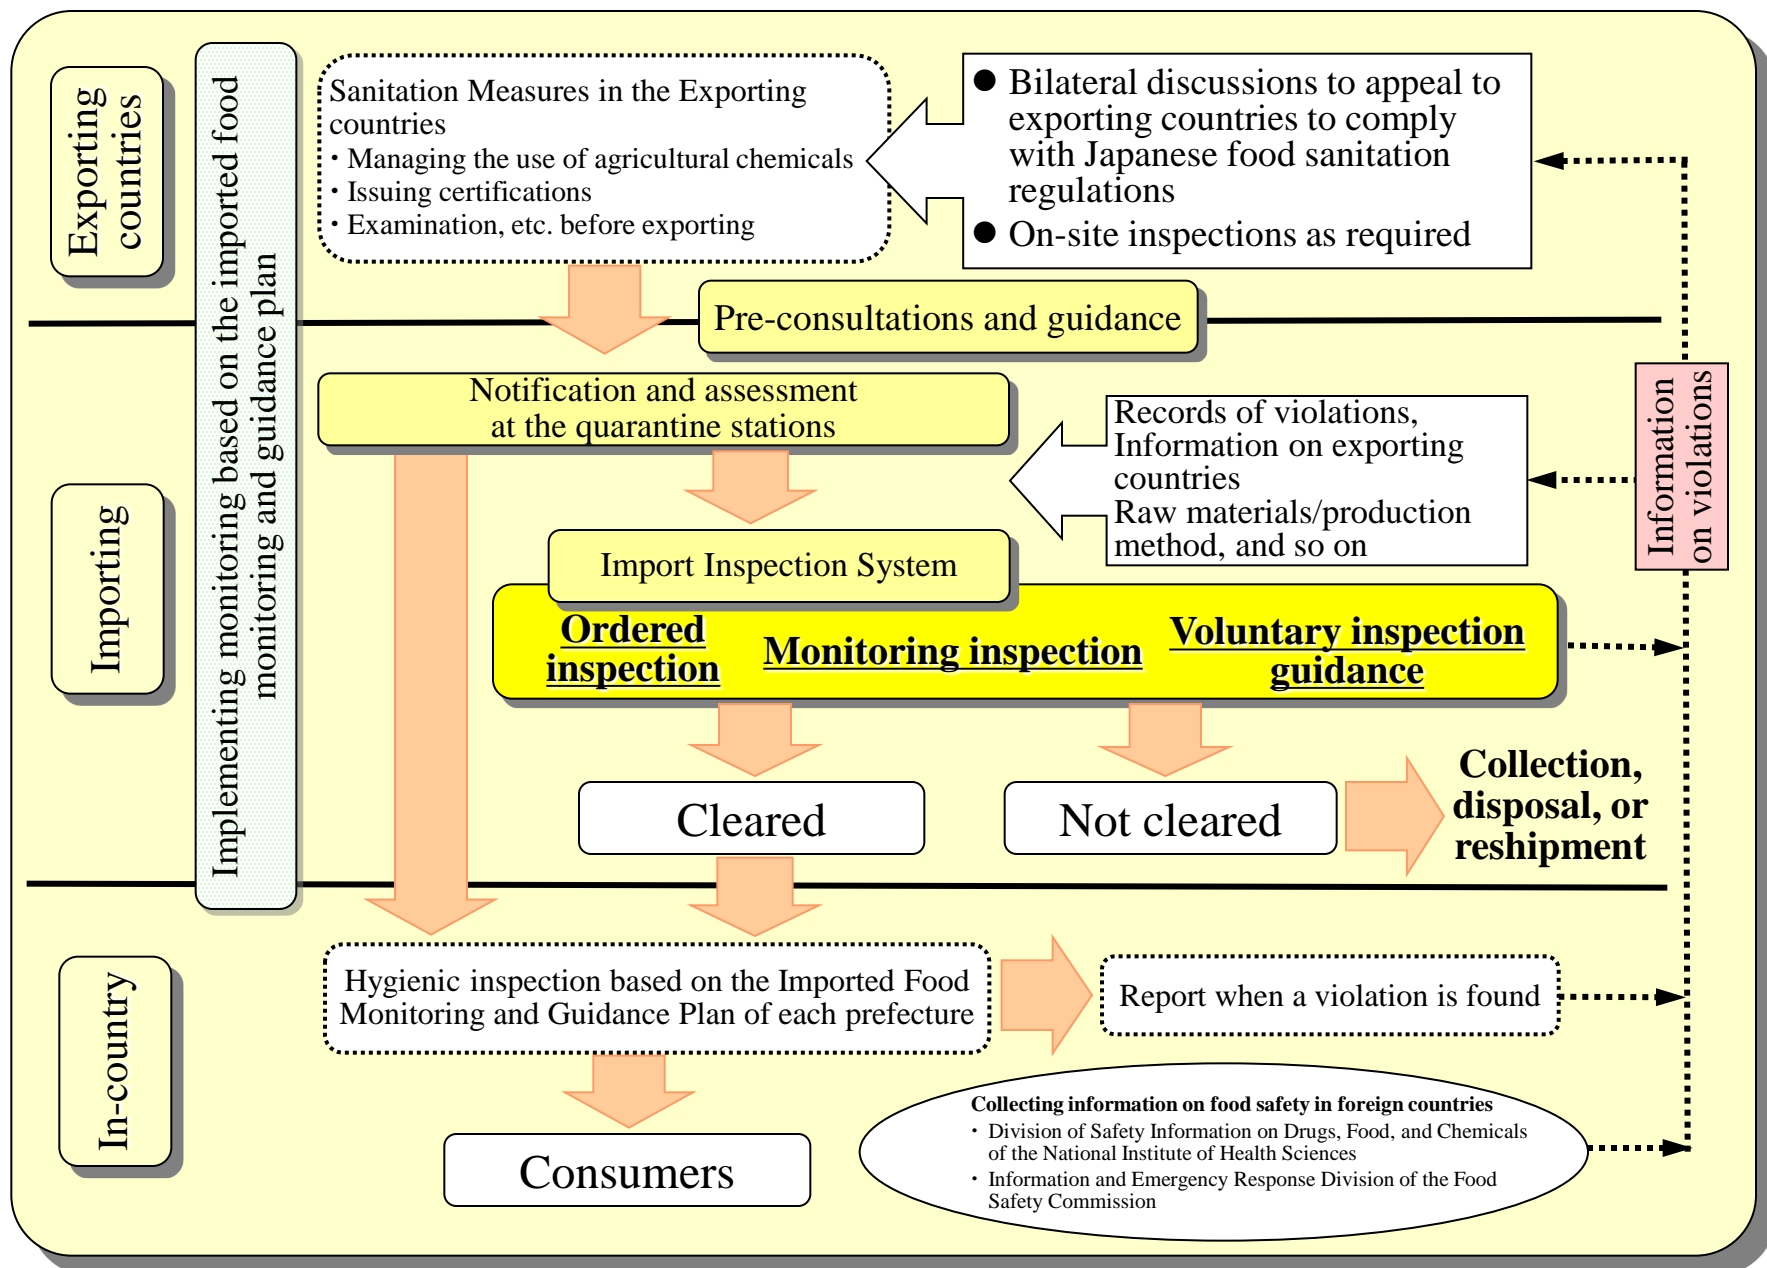 Exporting
countries
Implementing monitoring based on the imported food
monitoring and guidance plan
Sanitation Measures in the Exporting
countries
・Managing the use of agricultural chemicals
・Issuing certifications
・Examination, etc. before exporting
● Bilateral discussions to appeal to
exporting countries to comply
with Japanese food sanitation
regulations
● On-site inspections as required
Pre-consultations and guidance
Importing
Notification and assessment
at the quarantine stations
Records of violations,
Information on exporting
countries
Raw materials/production
method, and so on
Information
on violations
Import Inspection System
Ordered
inspection
Monitoring inspection
Voluntary inspection
guidance
Cleared
Not cleared
Collection,
disposal, or
reshipment
In-country
Hygienic inspection based on the Imported Food
Monitoring and Guidance Plan of each prefecture
Report when a violation is found
Consumers
Collecting information on food safety in foreign countries
・ Division of Safety Information on Drugs, Food, and Chemicals
of the National Institute of Health Sciences
・ Information and Emergency Response Division of the Food
Safety Commission